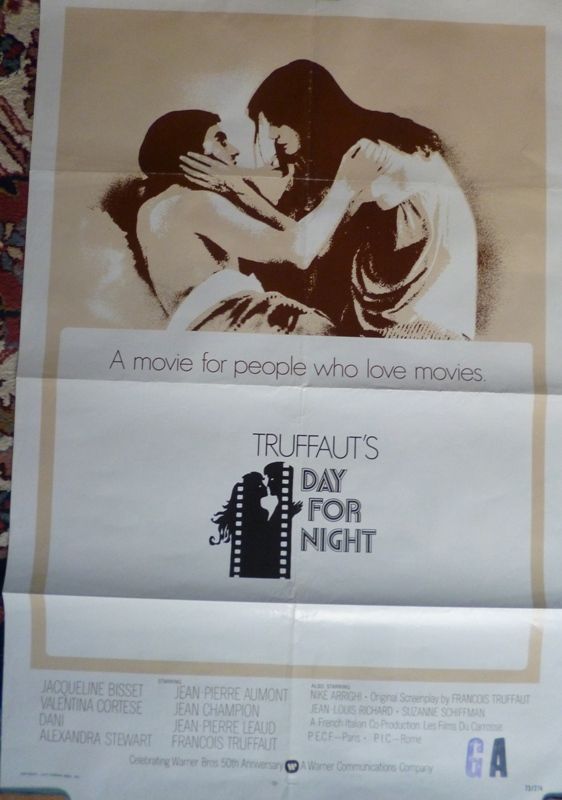 A movie for people who love movies.
TRUFFAUT'S
DAY
FOR
NIGHT
JACQUELINE BISSET
VALENTINA CORTESE
DANI
ALEXANDRA STEWART
STARRING
JEAN-PIERRE AUMONT
JEAN CHAMPION
JEAN-PIERRE LEAUD
FRANCOIS TRUFFAUT
ALSO STARRING
NIKE ARRIGHI • Original Screenplay by FRANCOIS TRUFFAUT
JEAN-LOUIS RICHARD • SUZANNE SCHIFFMAN
A French Italian Co-Production: Les Films Du Carrosse
P.E.C.F.-Paris • P.I.C.-Rome
Celebrating Warner Bros 50th Anniversary A Warner Communications Company
GA
73/374